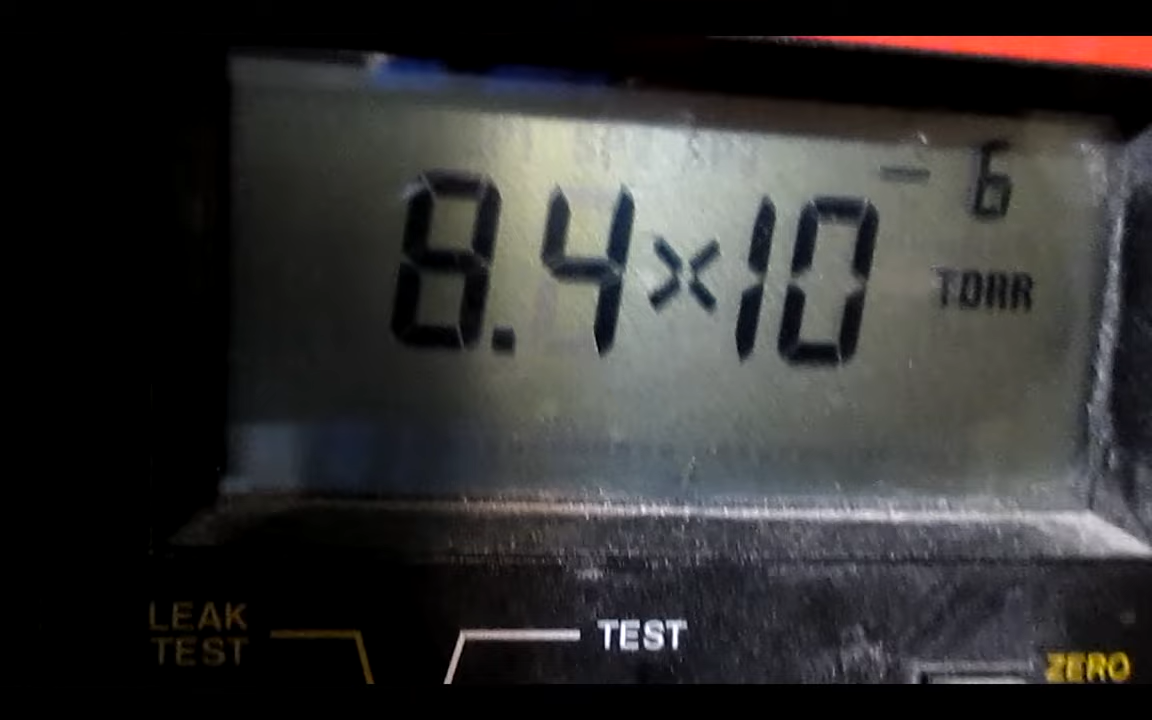 8.4×10 − 6
TORR
LEAK
TEST
TEST
ZERO